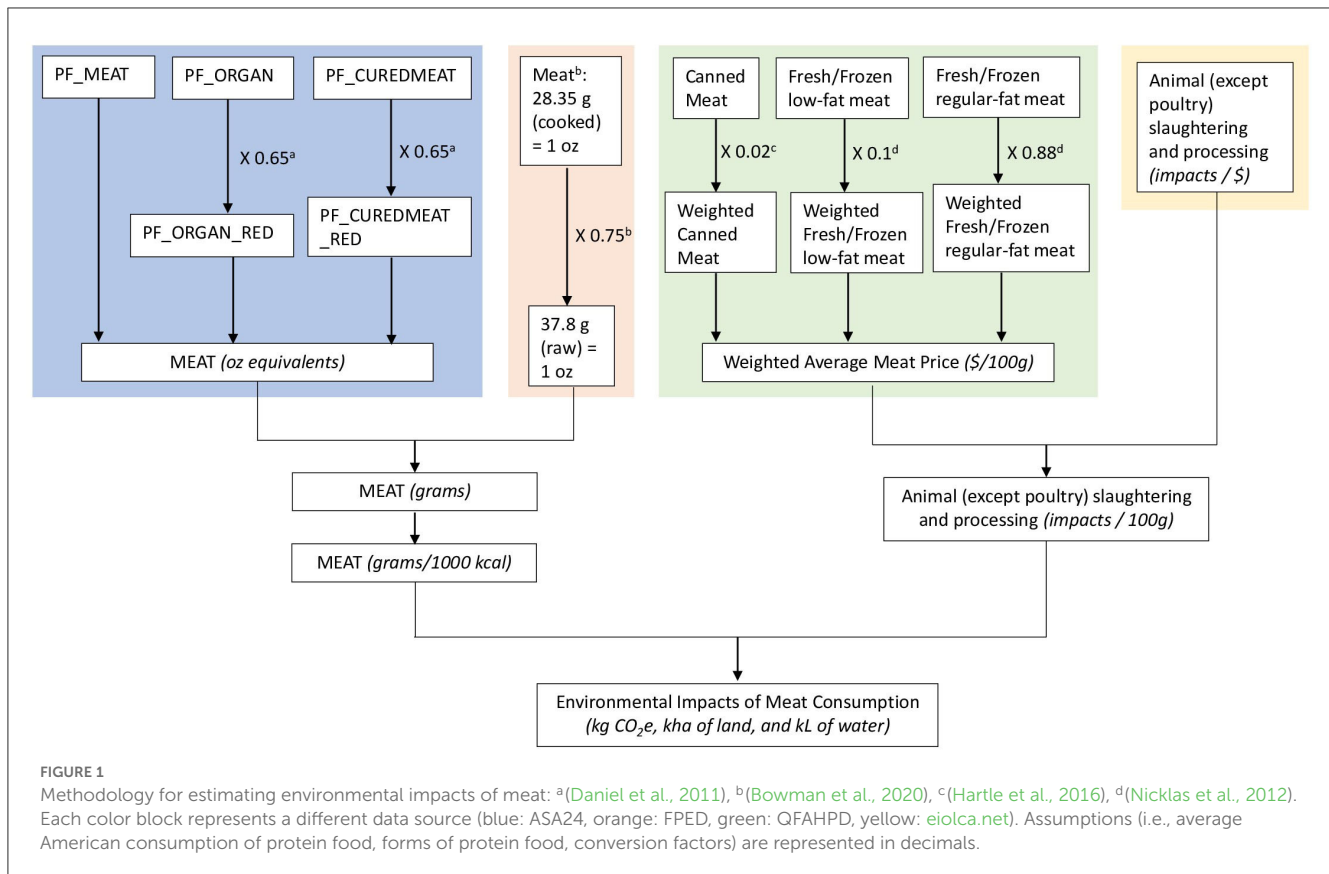 PF_MEAT
PF_ORGAN
PF_CUREDMEAT
X 0.65a
X 0.65a
PF_ORGAN_RED
PF_CUREDMEAT
_RED
MEAT (oz equivalents)
Meatb:
28.35 g
(cooked)
= 1 oz
X 0.75b
37.8 g
(raw) =
1 oz
Canned
Meat
Fresh/Frozen
low-fat meat
Fresh/Frozen
regular-fat meat
X 0.02c
X 0.1d
X 0.88d
Weighted
Canned
Meat
Weighted
Fresh/Frozen
low-fat meat
Weighted
Fresh/Frozen
regular-fat meat
Weighted Average Meat Price ($/100g)
Animal (except
poultry)
slaughtering
and processing
(impacts / $)
MEAT (grams)
MEAT (grams/1000 kcal)
Animal (except poultry) slaughtering
and processing (impacts / 100g)
Environmental Impacts of Meat Consumption
(kg CO2e, kha of land, and kL of water)
FIGURE 1
Methodology for estimating environmental impacts of meat: a(Daniel et al., 2011), b(Bowman et al., 2020), c(Hartle et al., 2016), d(Nicklas et al., 2012).
Each color block represents a different data source (blue: ASA24, orange: FPED, green: QFAHPD, yellow: eiolca.net). Assumptions (i.e., average
American consumption of protein food, forms of protein food, conversion factors) are represented in decimals.